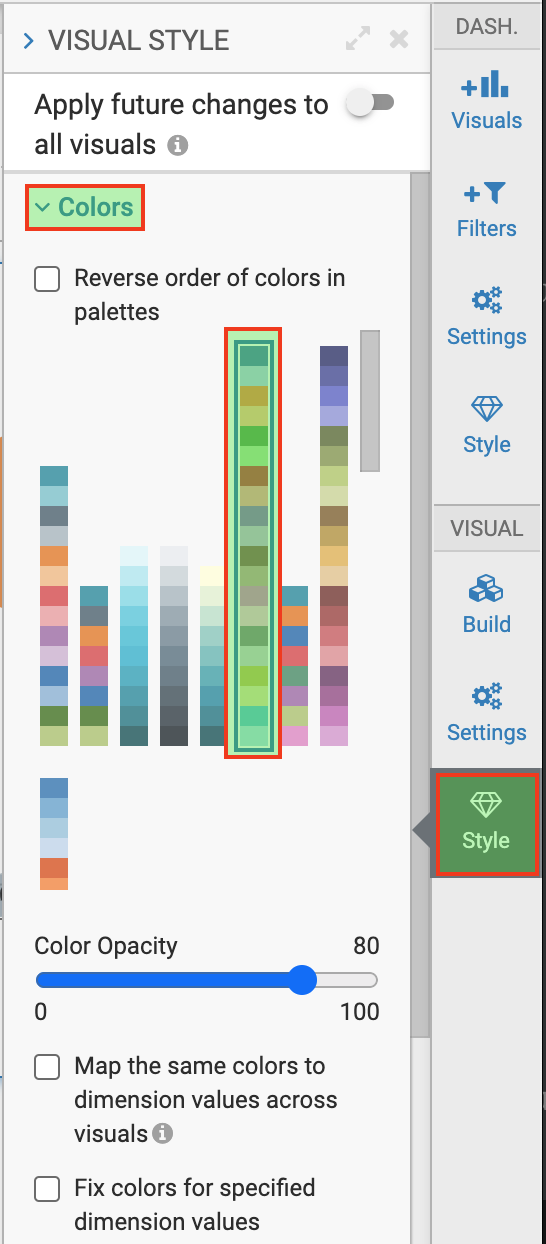 VISUAL STYLE
Apply future changes to
all visuals
Colors
Reverse order of colors in
palettes
Color Opacity 80
0 100
Map the same colors to
dimension values across
visuals
Fix colors for specified
dimension values
DASH.
Visuals
Filters
Settings
Style
VISUAL
Build
Settings
Style